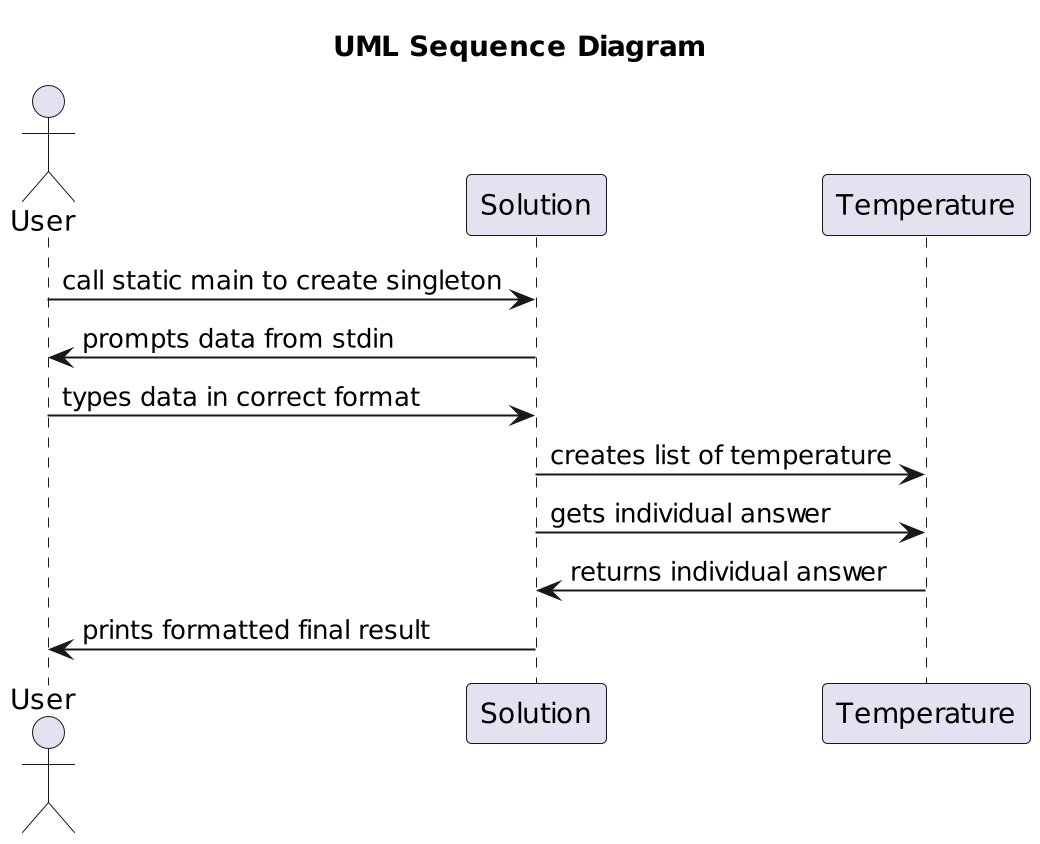 UML Sequence Diagram
User
Solution
Temperature
call static main to create singleton
prompts data from stdin
types data in correct format
creates list of temperature
gets individual answer
returns individual answer
prints formatted final result
User
Solution
Temperature